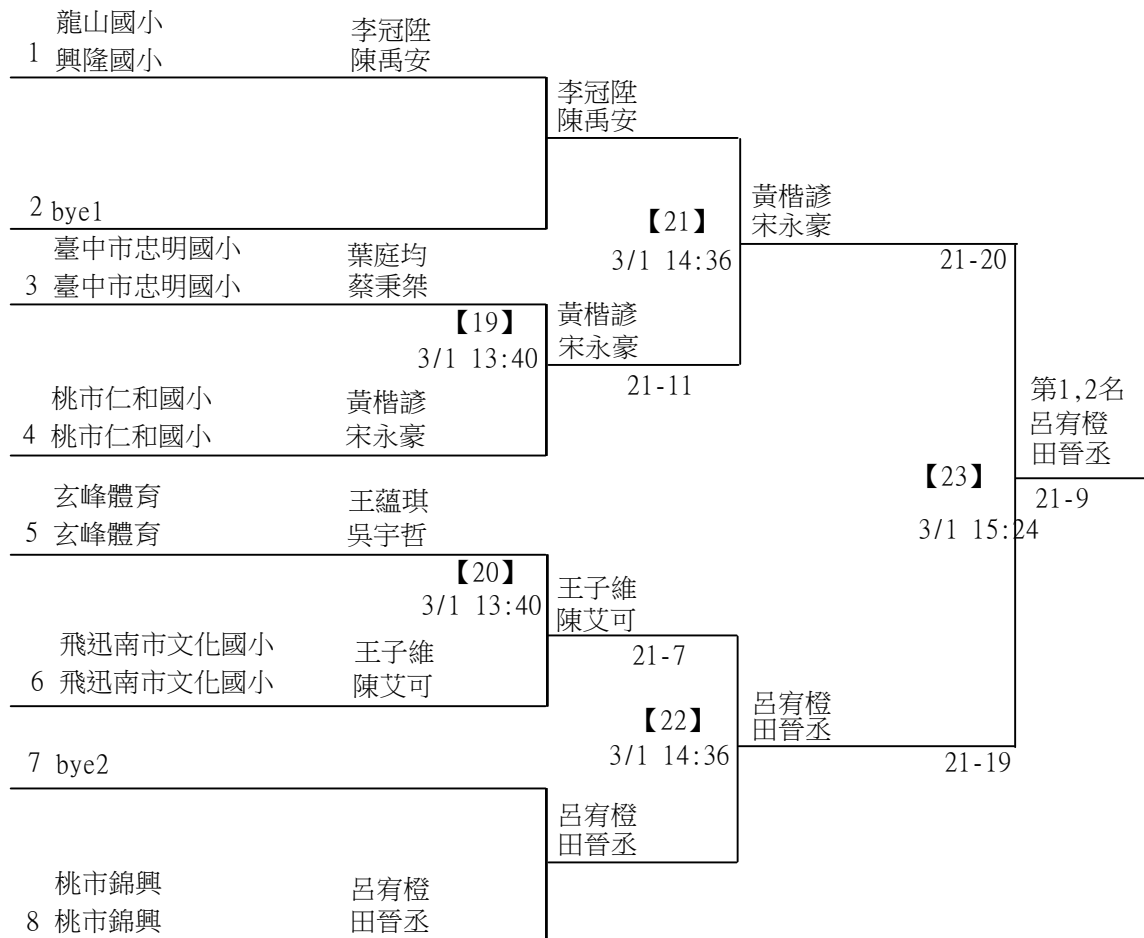 龍山國小 李冠陞
1 興隆國小 陳禹安
李冠陞
陳禹安
2 bye1
黃楷諺
宋永豪
【21】
3/1 14:36
21-20
臺中市忠明國小 葉庭均
3 臺中市忠明國小 蔡秉桀
【19】
3/1 13:40
黃楷諺
宋永豪
21-11
桃市仁和國小 黃楷諺
4 桃市仁和國小 宋永豪
第1,2名
呂宥橙
田晉丞
【23】
21-9
3/1 15:24
玄峰體育 王蘊琪
5 玄峰體育 吳宇哲
【20】
3/1 13:40
王子維
陳艾可
21-7
飛迅南市文化國小 王子維
6 飛迅南市文化國小 陳艾可
【22】
3/1 14:36
呂宥橙
田晉丞
21-19
7 bye2
呂宥橙
田晉丞
桃市錦興 呂宥橙
8 桃市錦興 田晉丞